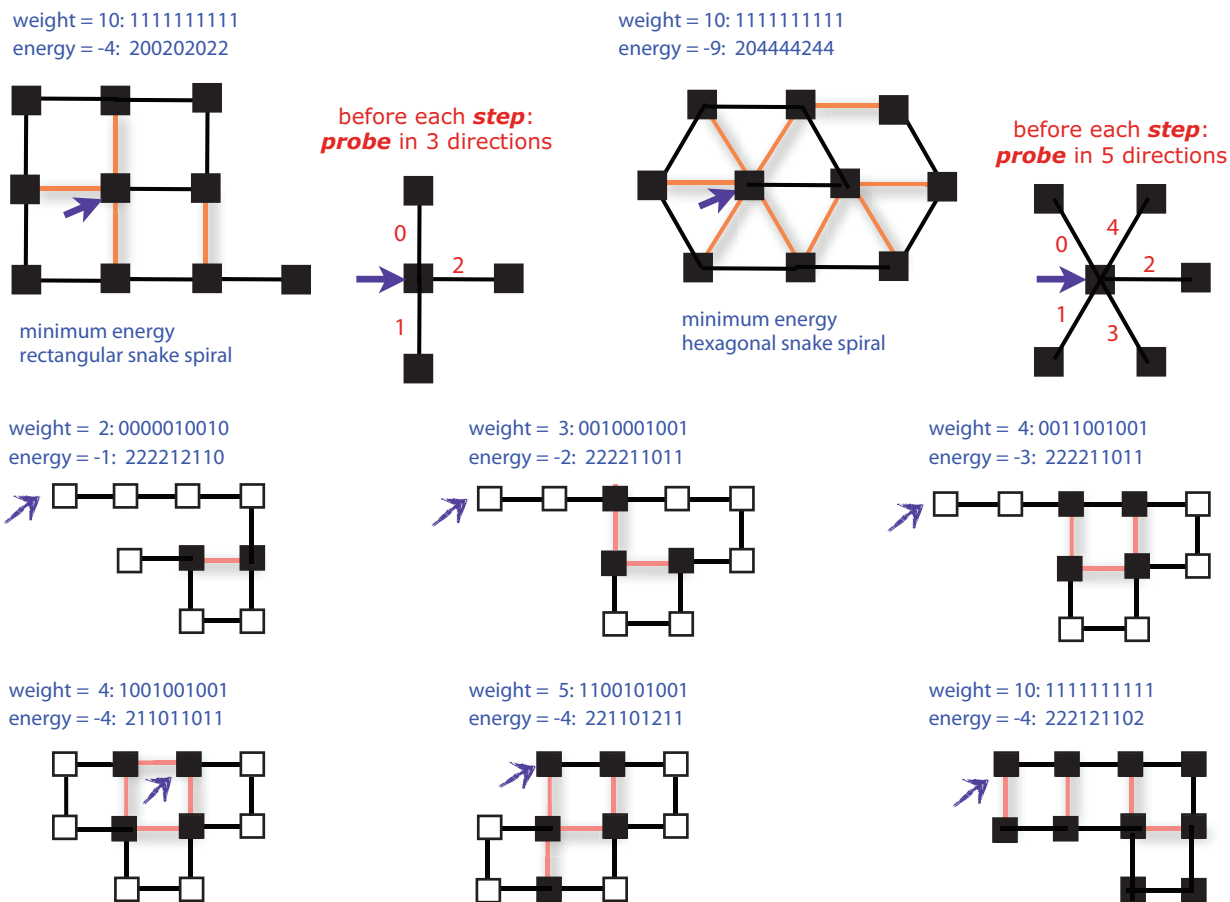 weight = 10: 1111111111
energy = -4: 200202022
weight = 10: 1111111111
energy = -9: 204444244
before each step:
probe in 3 directions
0
2
1
before each step:
probe in 5 directions
0
4
2
1
3
minimum energy
rectangular snake spiral
minimum energy
hexagonal snake spiral
weight = 2: 0000010010
energy = -1: 222212110
weight = 3: 0010001001
energy = -2: 222211011
weight = 4: 0011001001
energy = -3: 222211011
weight = 4: 1001001001
energy = -4: 211011011
weight = 5: 1100101001
energy = -4: 221101211
weight = 10: 1111111111
energy = -4: 222121102